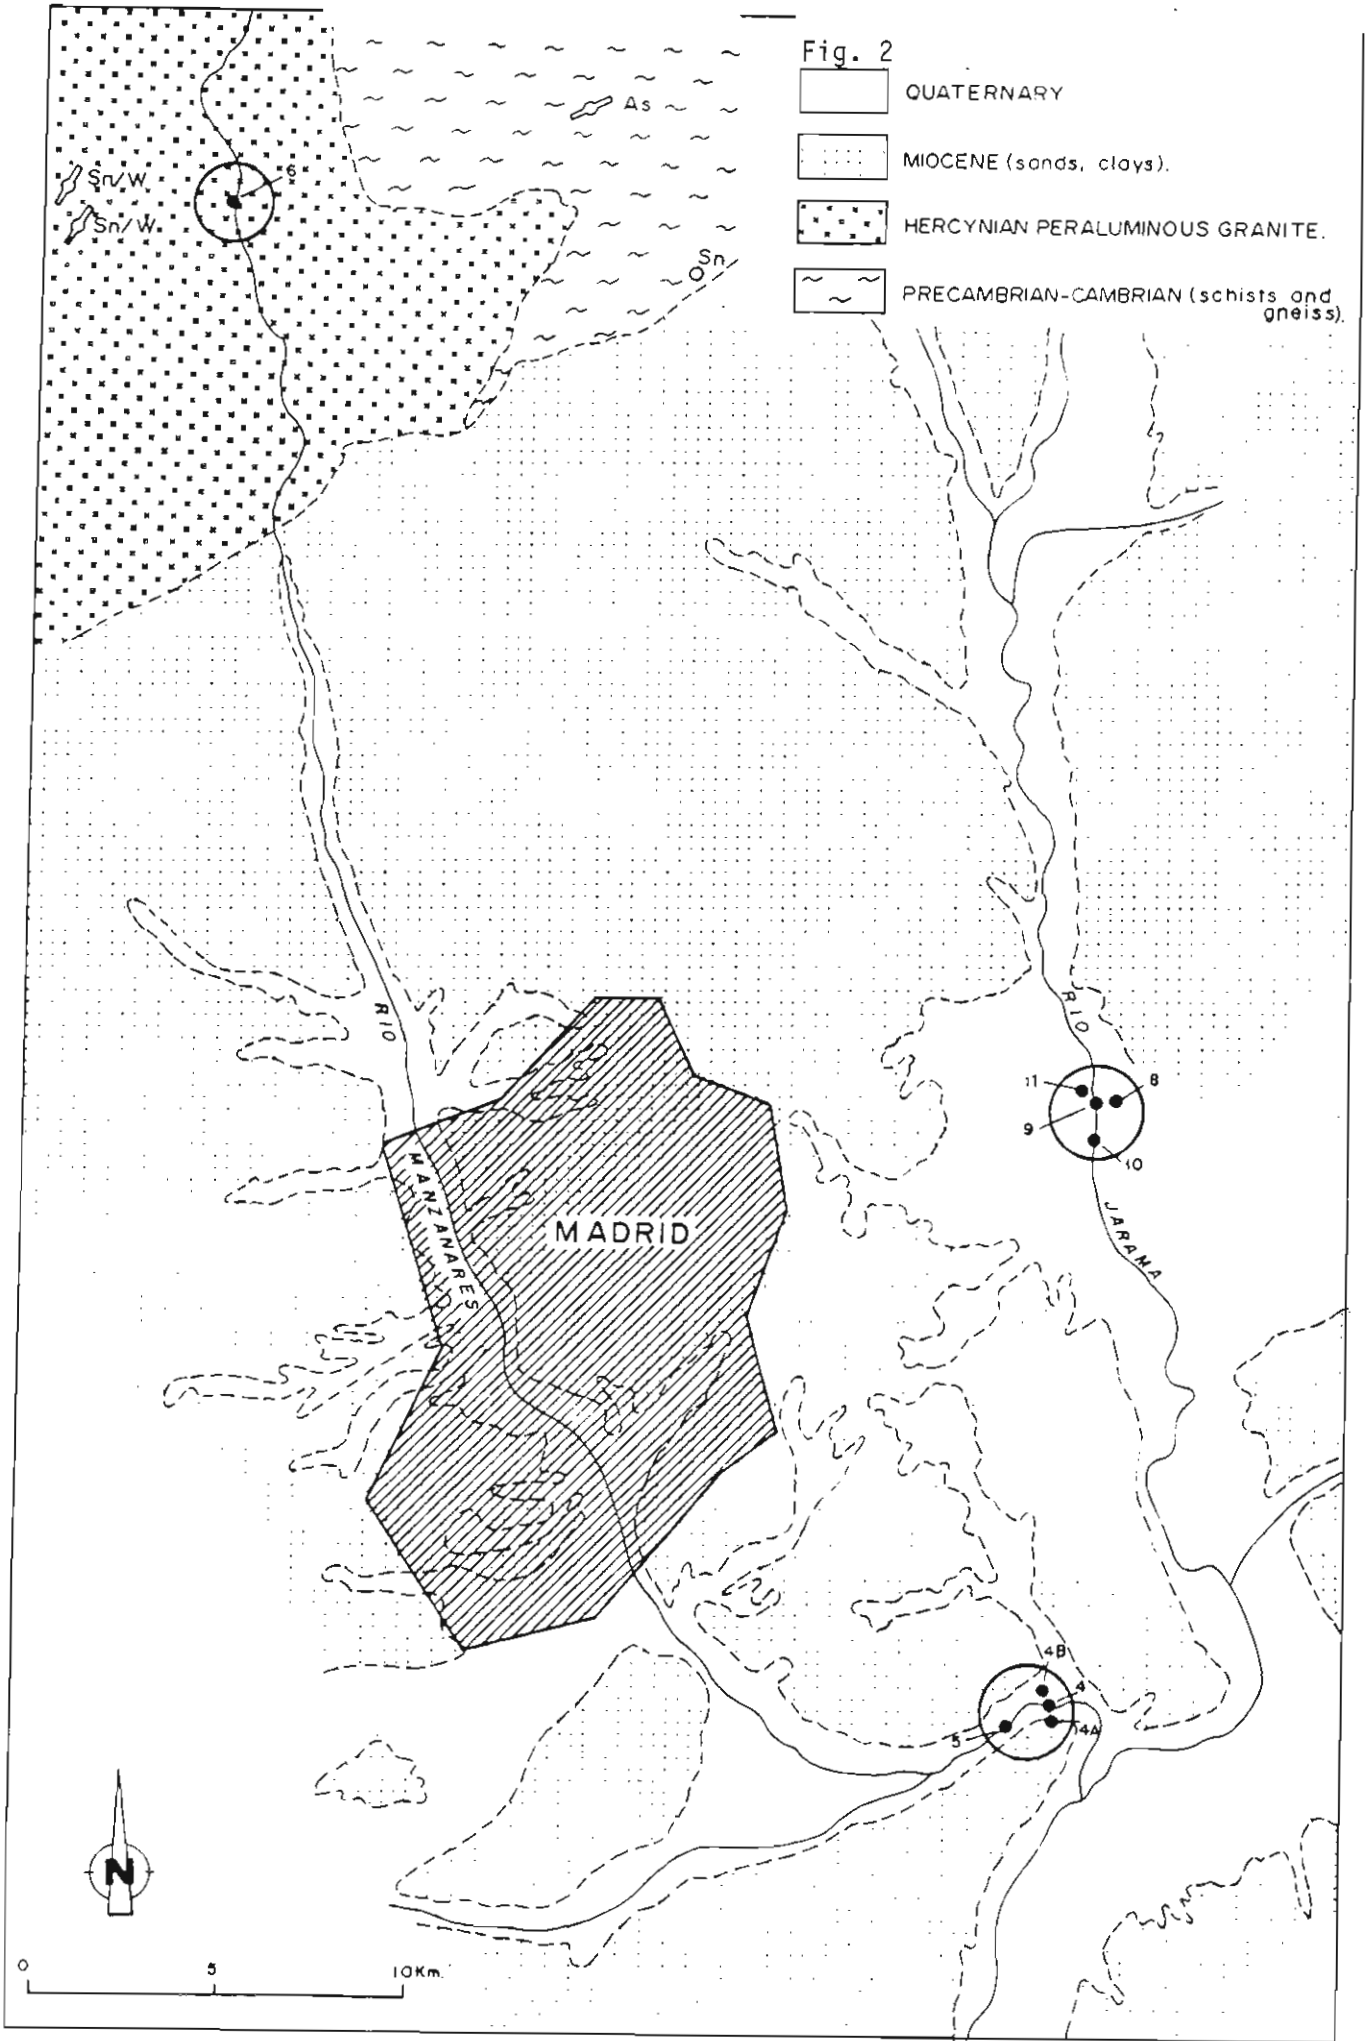 Fig. 2
QUATERNARY
MIOCENE (sands, clays).
HERCYNIAN PERALUMINOUS GRANITE.
PRECAMBRIAN-CAMBRIAN (schists and
gneiss).
As
Sn/W
6
Sn/W
Sn
RIO
RIO
11
8
9
10
MANZANARES
MADRID
JARAMA
4B
4
5
4A
N
0
5
10Km.